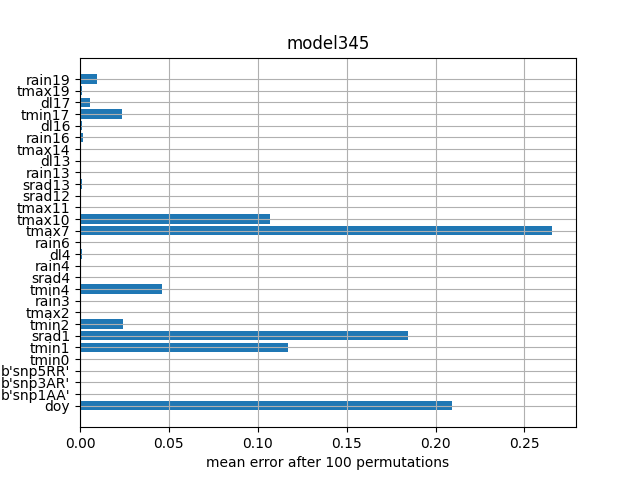 model345
rain19
tmax19
dl17
tmin17
dl16
rain16
tmax14
dl13
rain13
srad13
srad12
tmax11
tmax10
tmax7
rain6
dl4
rain4
srad4
tmin4
rain3
tmax2
tmin2
srad1
tmin1
tmin0
b'snp5RR'
b'snp3AR'
b'snp1AA'
doy
0.00 0.05 0.10 0.15 0.20 0.25
mean error after 100 permutations